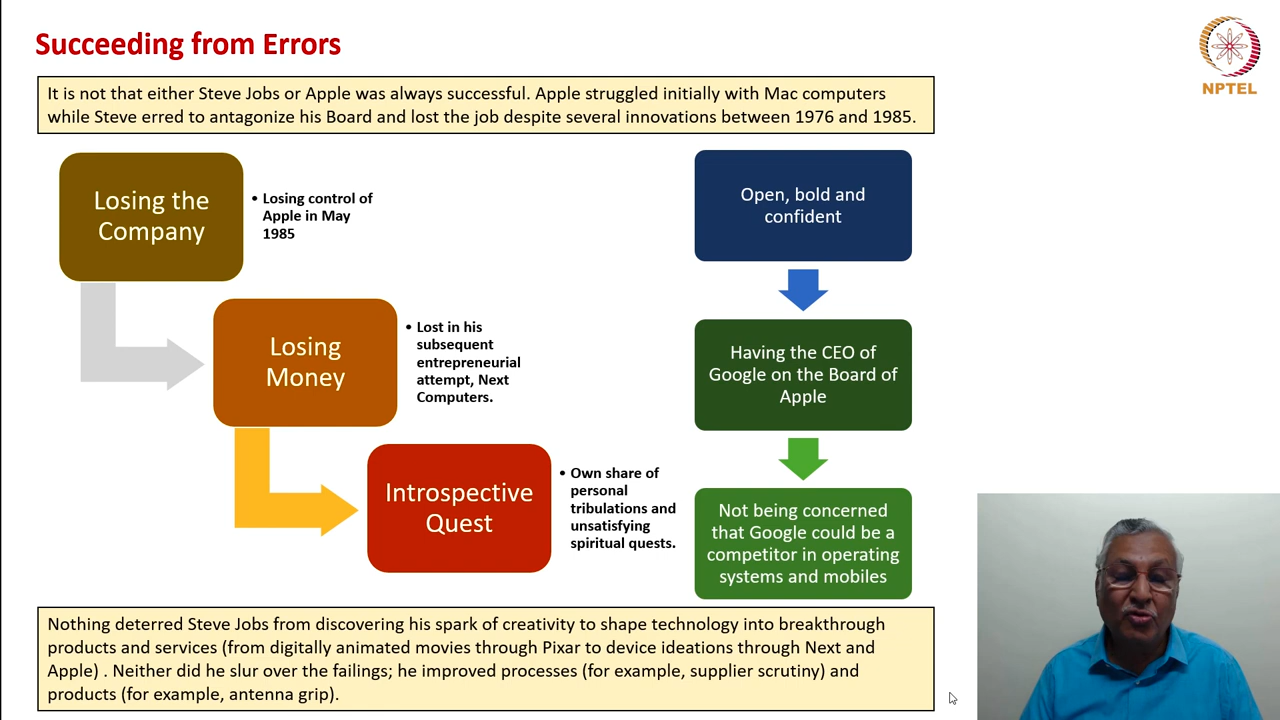 Succeeding from Errors
NPTEL
It is not that either Steve Jobs or Apple was always successful. Apple struggled initially with Mac computers
while Steve erred to antagonize his Board and lost the job despite several innovations between 1976 and 1985.
Losing the
Company
• Losing control of
Apple in May
1985
Losing
Money
• Lost in his
subsequent
entrepreneurial
attempt, Next
Computers.
Introspective
Quest
• Own share of
personal
tribulations and
unsatisfying
spiritual quests.
Open, bold and
confident
Having the CEO of
Google on the Board of
Apple
Not being concerned
that Google could be a
competitor in operating
systems and mobiles
Nothing deterred Steve Jobs from discovering his spark of creativity to shape technology into breakthrough
products and services (from digitally animated movies through Pixar to device ideations through Next and
Apple) . Neither did he slur over the failings; he improved processes (for example, supplier scrutiny) and
products (for example, antenna grip).